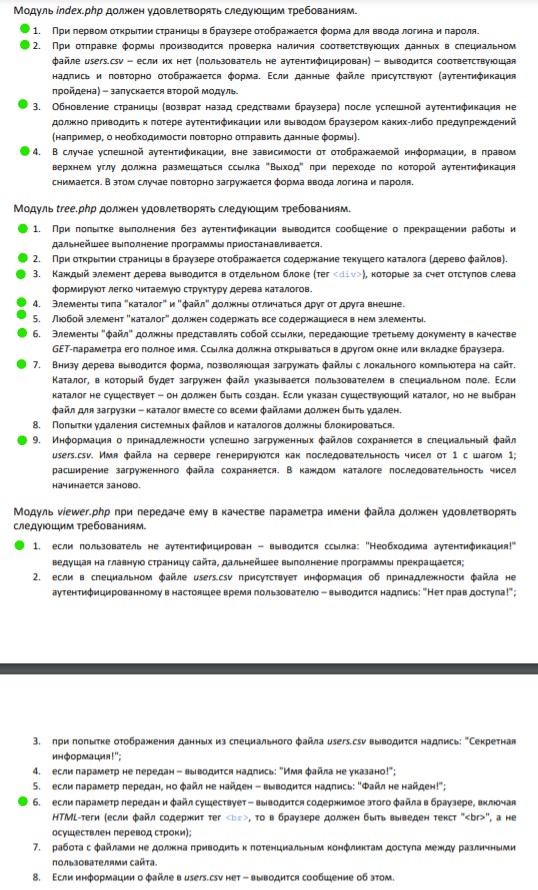 Модуль index.php должен удовлетворять следующим требованиям.
1. При первом открытии страницы в браузере отображается форма для ввода логина и пароля.
2. При отправке формы производится проверка наличия соответствующих данных в специальном
файле users.csv – если их нет (пользователь не аутентифицирован) – выводится соответствующая
надпись и повторно отображается форма. Если данные файле присутствуют (аутентификация
пройдена) – запускается второй модуль.
3. Обновление страницы (возврат назад средствами браузера) после успешной аутентификации не
должно приводить к потере аутентификации или выводом браузером каких-либо предупреждений
(например, о необходимости повторно отправить данные формы).
4. В случае успешной аутентификации, вне зависимости от отображаемой информации, в правом
верхнем углу должна размещаться ссылка "Выход" при переходе по которой аутентификация
снимается. В этом случае повторно загружается форма ввода логина и пароля.
Модуль tree.php должен удовлетворять следующим требованиям.
1. При попытке выполнения без аутентификации выводится сообщение о прекращении работы и
дальнейшее выполнение программы приостанавливается.
2. При открытии страницы в браузере отображается содержание текущего каталога (дерево файлов).
3. Каждый элемент дерева выводится в отдельном блоке (тег <div>), которые за счет отступов слева
формируют легко читаемую структуру дерева каталогов.
4. Элементы типа "каталог" и "файл" должны отличаться друг от друга внешне.
5. Любой элемент "каталог" должен содержать все содержащиеся в нем элементы.
6. Элементы "файл" должны представлять собой ссылки, передающие третьему документу в качестве
GET-параметра его полное имя. Ссылка должна открываться в другом окне или вкладке браузера.
7. Внизу дерева выводится форма, позволяющая загружать файлы с локального компьютера на сайт.
Каталог, в который будет загружен файл указывается пользователем в специальном поле. Если
каталог не существует – он должен быть создан. Если указан существующий каталог, но не выбран
файл для загрузки – каталог вместе со всеми файлами должен быть удален.
8. Попытки удаления системных файлов и каталогов должны блокироваться.
9. Информация о принадлежности успешно загруженных файлов сохраняется в специальный файл
users.csv. Имя файла на сервере генерируются как последовательность чисел от 1 с шагом 1;
расширение загруженного файла сохраняется. В каждом каталоге последовательность чисел
начинается заново.
Модуль viewer.php при передаче ему в качестве параметра имени файла должен удовлетворять
следующим требованиям.
1. если пользователь не аутентифицирован – выводится ссылка: "Необходима аутентификация!"
ведущая на главную страницу сайта, дальнейшее выполнение программы прекращается;
2. если в специальном файле users.csv присутствует информация об принадлежности файла не
аутентифицированному в настоящее время пользователю – выводится надпись: "Нет прав доступа!";
3. при попытке отображения данных из специального файла users.csv выводится надпись: "Секретная
информация!";
4. если параметр не передан – выводится надпись: "Имя файла не указано!";
5. если параметр передан, но файл не найден – выводится надпись: "Файл не найден!";
6. если параметр передан и файл существует – выводится содержимое этого файла в браузере, включая
HTML-теги (если файл содержит тег <br>, то в браузере должен быть выведен текст "<br>", а не
осуществлен перевод строки);
7. работа с файлами не должна приводить к потенциальным конфликтам доступа между различными
пользователями сайта.
8. Если информации о файле в users.csv нет – выводится сообщение об этом.